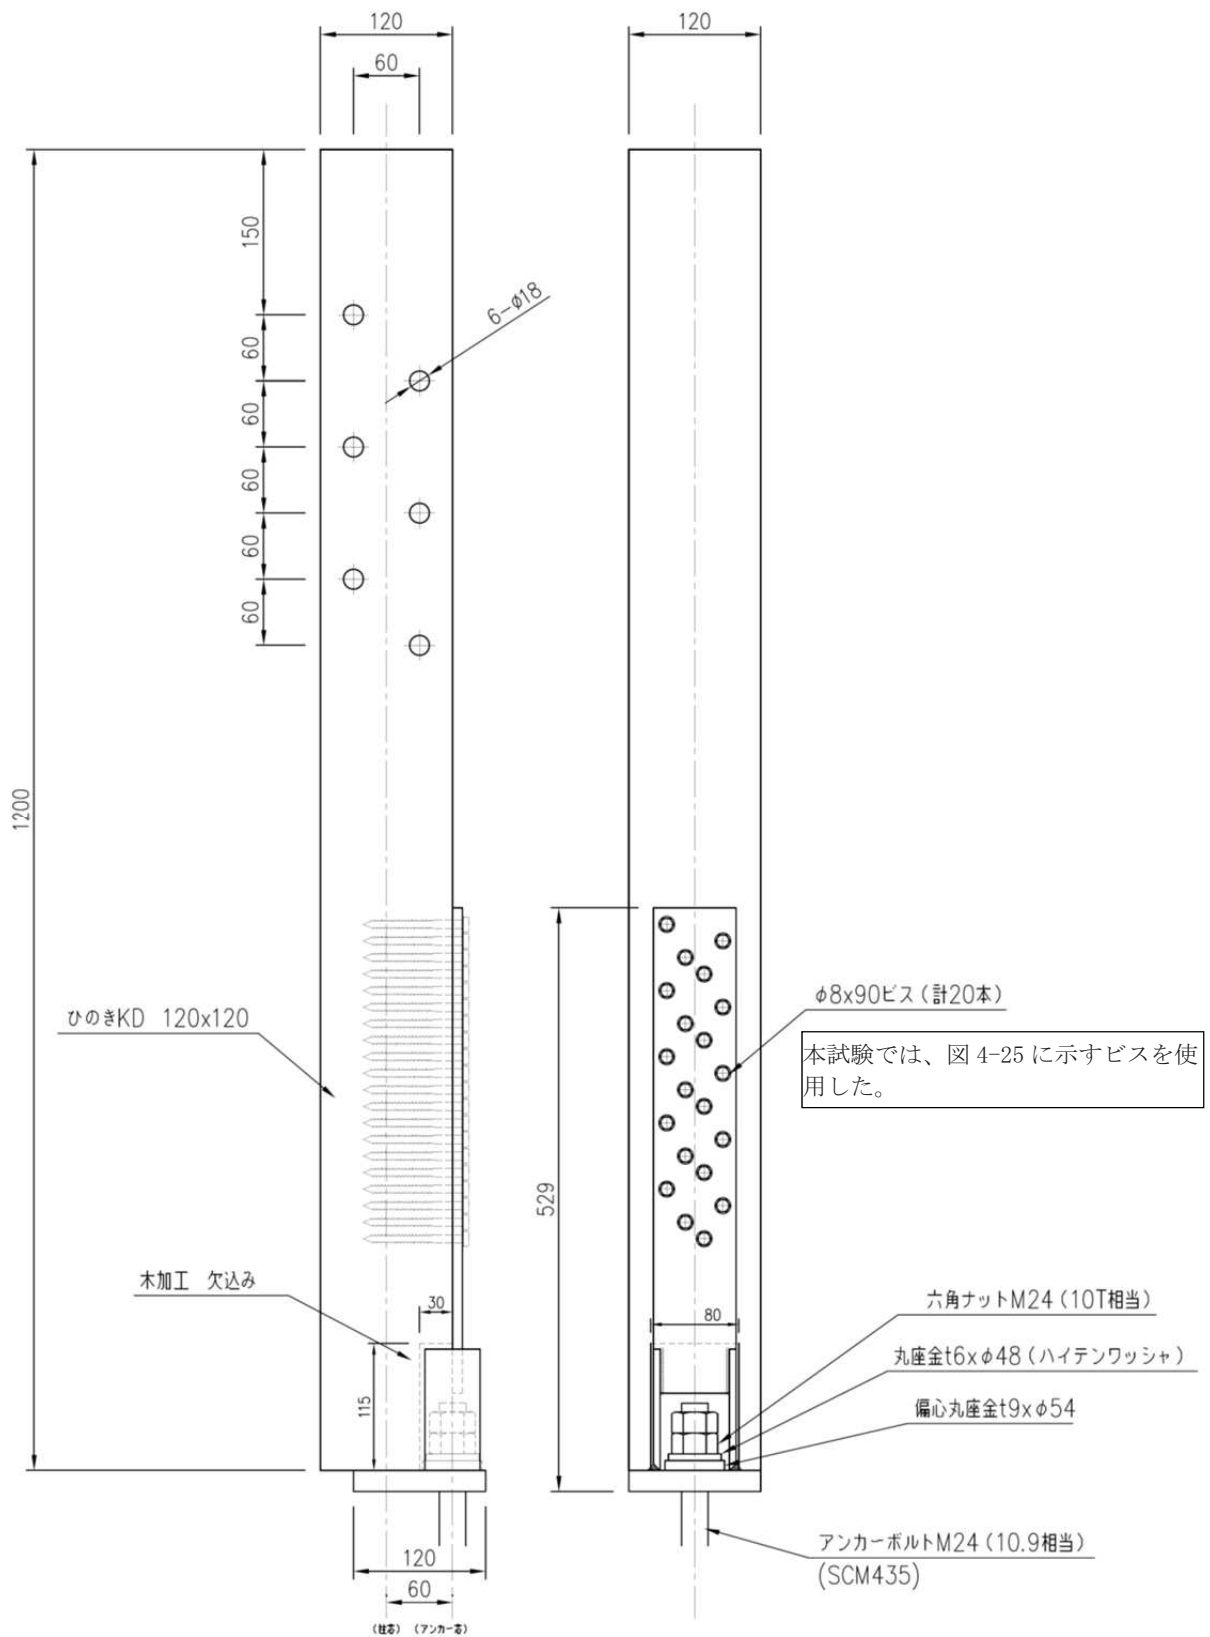 120
120
60
150
6-φ18
60
60
60
60
60
1200
φ8x90ビス(計20本)
ひのきKD 120x120
本試験では、図 4-25 に示すビスを使
用した。
529
木加工 欠込み
30
80
六角ナットM24(10T相当)
丸座金t6xφ48(ハイテンワッシャ)
115
偏心丸座金t9xφ54
アンカーボルトM24(10.9相当)
(SCM435)
120
60
(柱芯) (アンカー芯)